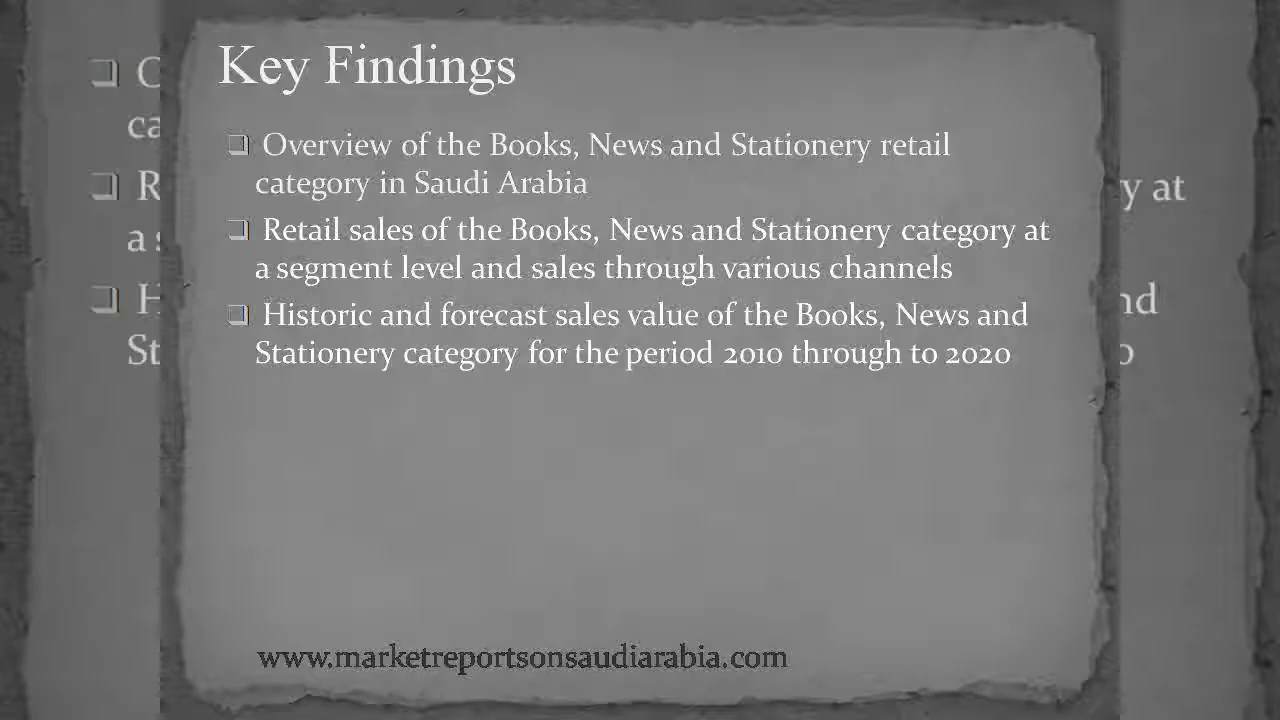 Key Findings
Overview of the Books, News and Stationery retail
category in Saudi Arabia
Retail sales of the Books, News and Stationery category at
a segment level and sales through various channels
Historic and forecast sales value of the Books, News and
Stationery category for the period 2010 through to 2020
www.marketreportsonsaudiarabia.com